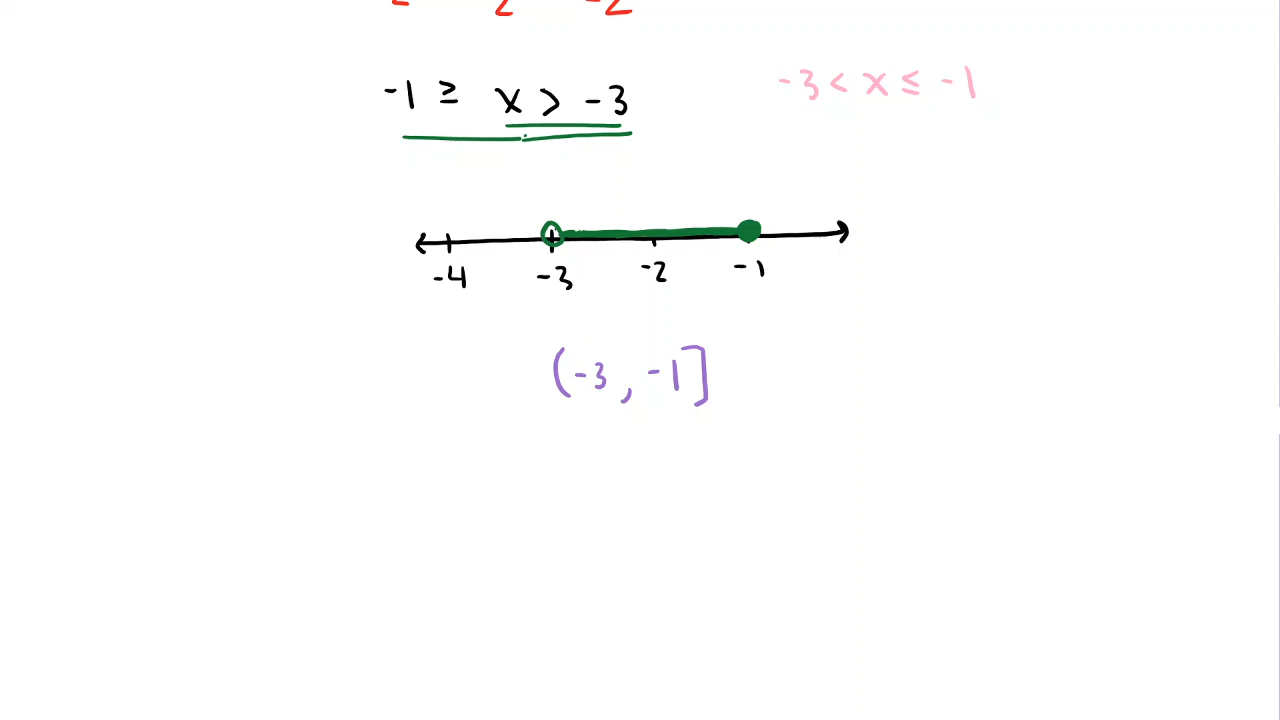 -1 ≥ x > -3
-3 < x ≤ -1
-4 -3 -2 -1
(-3, -1]